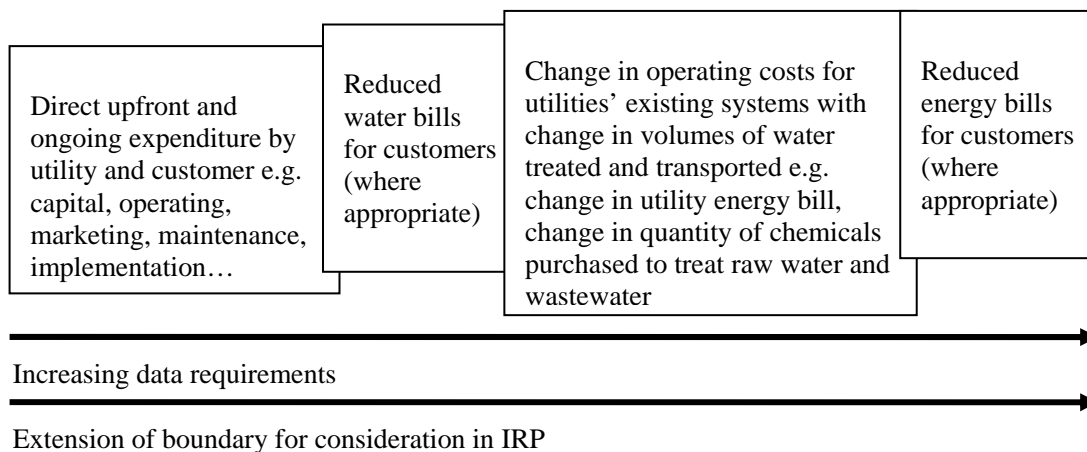 Direct upfront and
ongoing expenditure by
utility and customer e.g.
capital, operating,
marketing, maintenance,
implementation…
Reduced
water bills
for customers
(where
appropriate)
Change in operating costs for
utilities’ existing systems with
change in volumes of water
treated and transported e.g.
change in utility energy bill,
change in quantity of chemicals
purchased to treat raw water and
wastewater
Reduced
energy bills
for customers
(where
appropriate)
Increasing data requirements
Extension of boundary for consideration in IRP